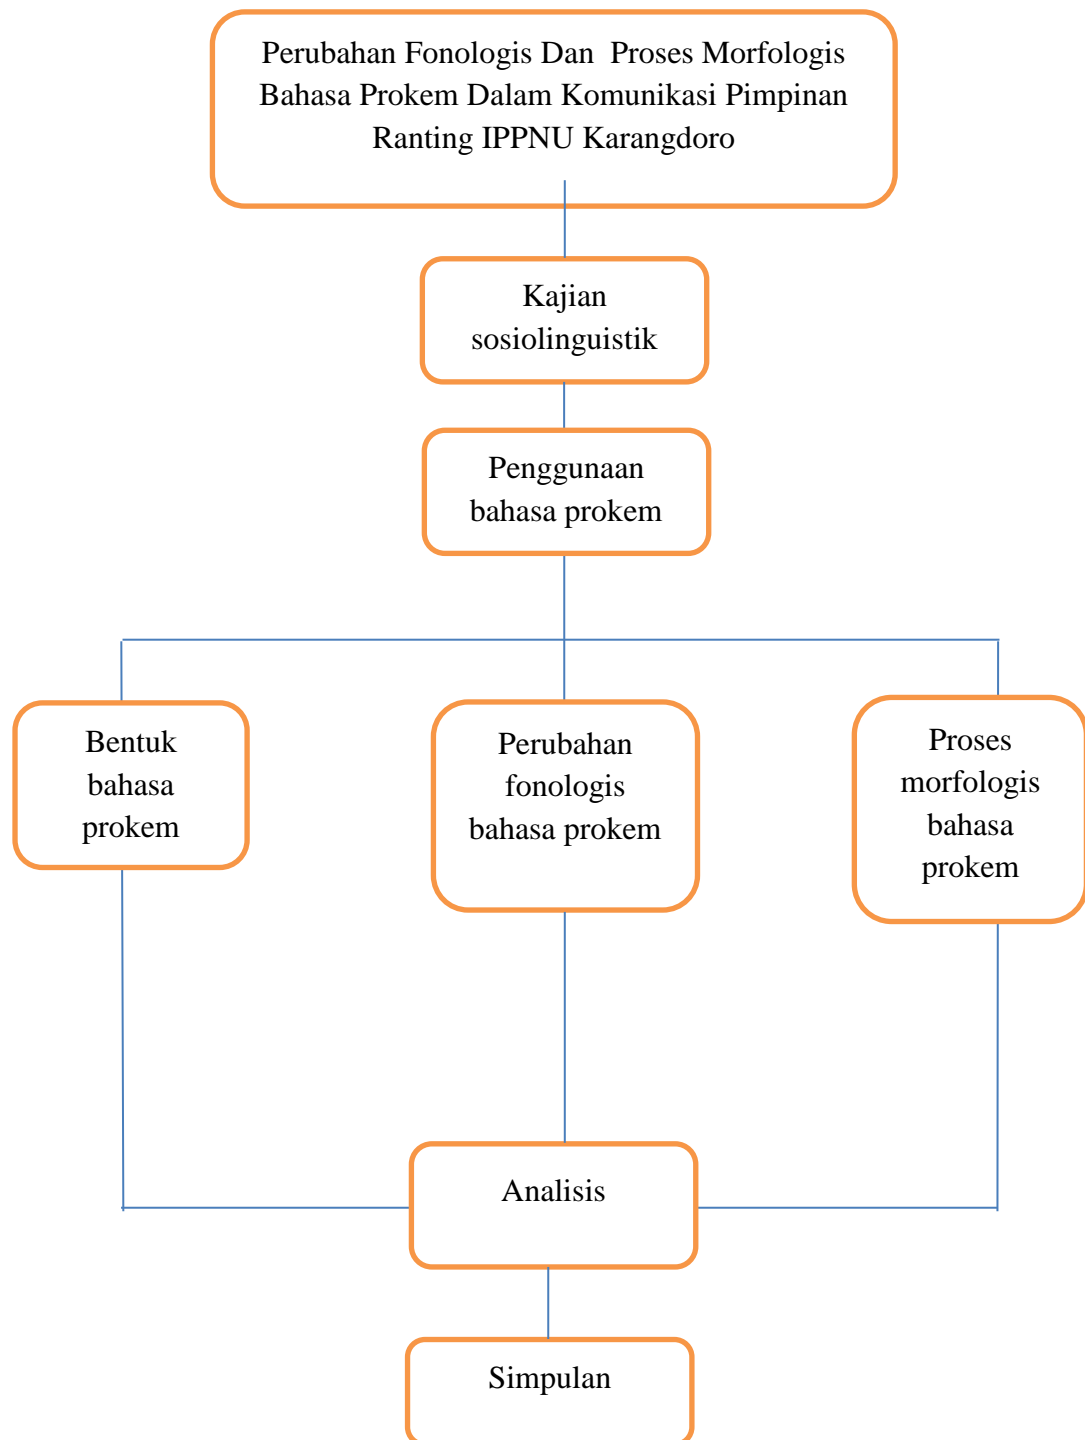 Perubahan Fonologis Dan Proses Morfologis
Bahasa Prokem Dalam Komunikasi Pimpinan
Ranting IPPNU Karangdoro
Kajian
sosiolinguistik
Penggunaan
bahasa prokem
Bentuk
bahasa
prokem
Perubahan
fonologis
bahasa prokem
Proses
morfologis
bahasa
prokem
Analisis
Simpulan